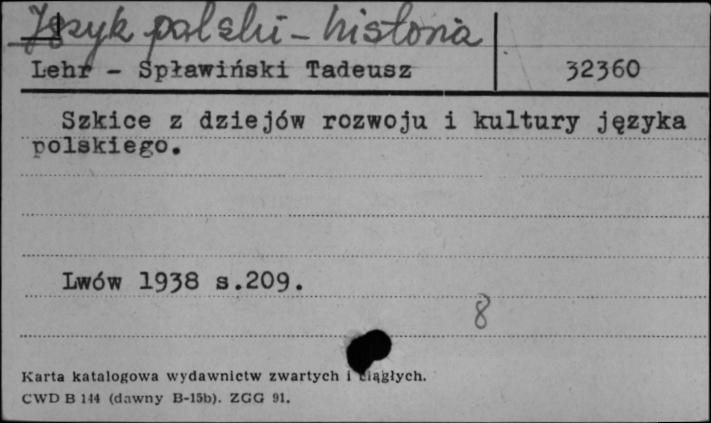 Język polski - historia
Lehr - Spławiński Tadeusz 32360
Szkice z dziejów rozwoju i kultury języka
polskiego.
Lwów 1938 s.209.
8
Karta katalogowa wydawnictw zwartych i ciągłych.
CWD B 144 (dawny B-15b). ZGG 91.